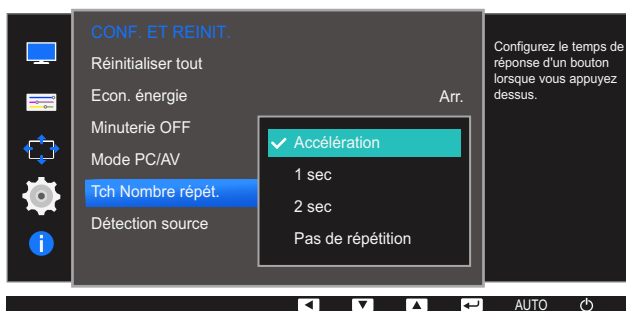 CONF. ET REINIT.
Réinitialiser tout
Econ. énergie Arr.
Minuterie OFF
Mode PC/AV
Tch Nombre répét.
Détection source
Accélération
1 sec
2 sec
Pas de répétition
Configurez le temps de
réponse d'un bouton
lorsque vous appuyez
dessus.
AUTO